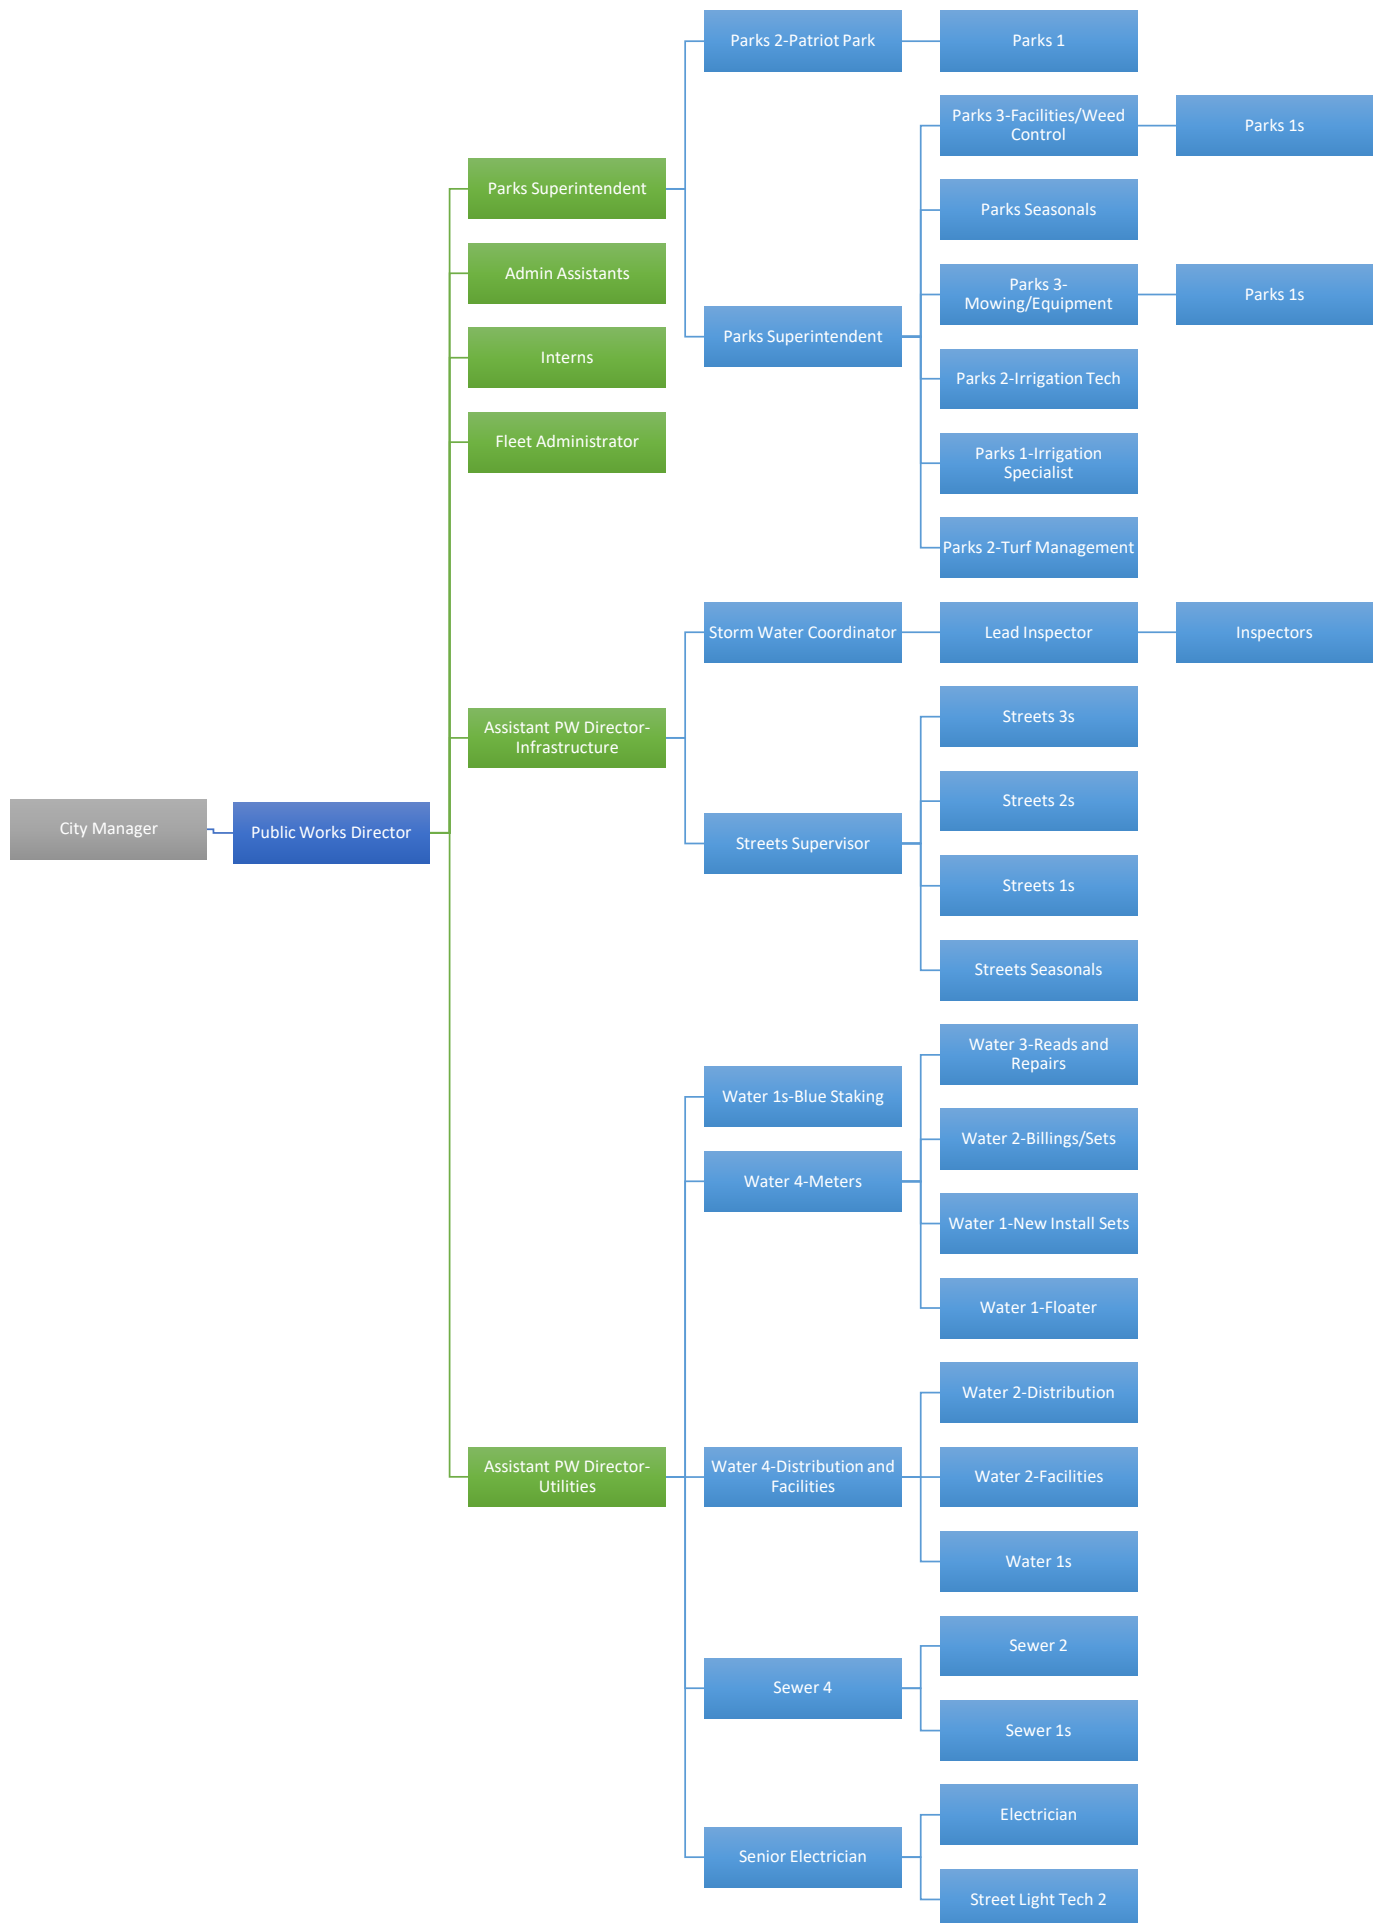 Parks 2-Patriot Park
Parks 1
Parks 3-Facilities/Weed
Control
Parks 1s
Parks Superintendent
Parks Seasonals
Admin Assistants
Parks 3-
Mowing/Equipment
Parks 1s
Parks Superintendent
Interns
Parks 2-Irrigation Tech
Fleet Administrator
Parks 1-Irrigation
Specialist
Parks 2-Turf Management
Storm Water Coordinator
Lead Inspector
Inspectors
Streets 3s
Assistant PW Director-
Infrastructure
Streets 2s
City Manager
Public Works Director
Streets Supervisor
Streets 1s
Streets Seasonals
Water 3-Reads and
Repairs
Water 1s-Blue Staking
Water 2-Billings/Sets
Water 4-Meters
Water 1-New Install Sets
Water 1-Floater
Water 2-Distribution
Assistant PW Director-
Utilities
Water 4-Distribution and
Facilities
Water 2-Facilities
Water 1s
Sewer 2
Sewer 4
Sewer 1s
Electrician
Senior Electrician
Street Light Tech 2